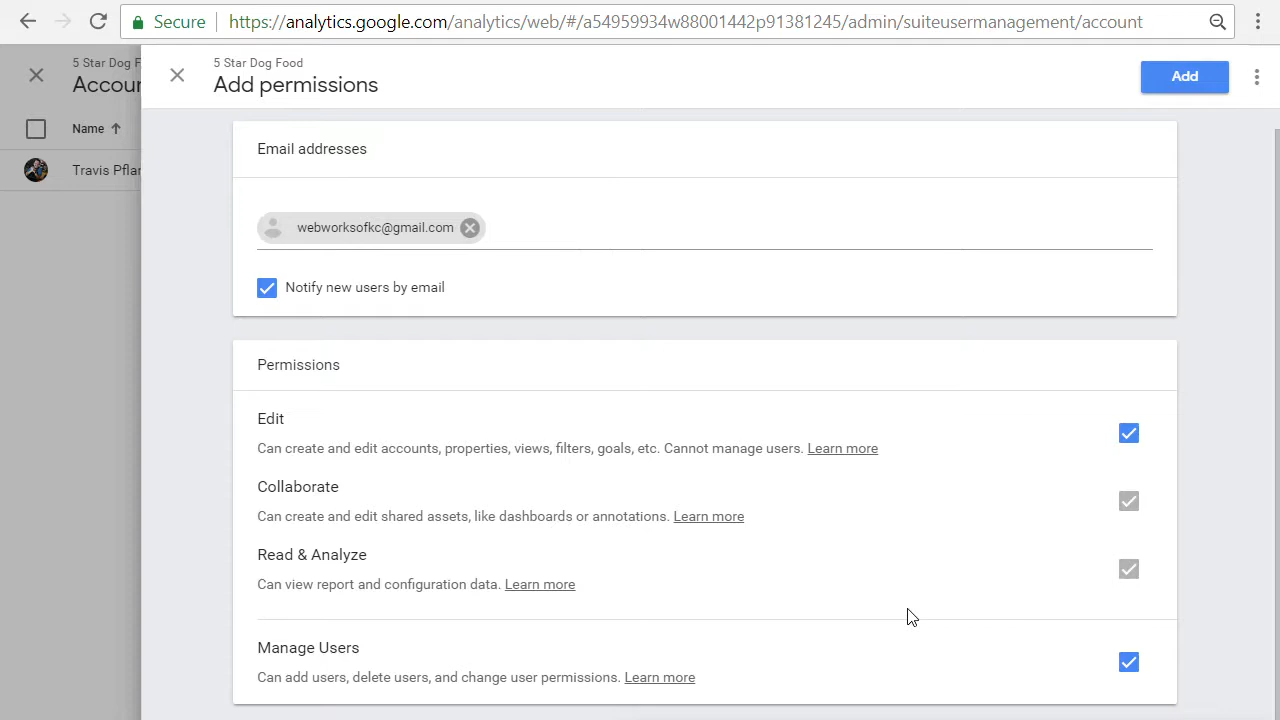 Secure https://analytics.google.com/analytics/web/#/a54959934w88001442p91381245/admin/suiteusermanagement/account
5 Star Dog F
Accour
Name
Travis Pflar
5 Star Dog Food
Add permissions
Add
Email addresses
webworksofkc@gmail.com
Notify new users by email
Permissions
Edit
Can create and edit accounts, properties, views, filters, goals, etc. Cannot manage users. Learn more
Collaborate
Can create and edit shared assets, like dashboards or annotations. Learn more
Read & Analyze
Can view report and configuration data. Learn more
Manage Users
Can add users, delete users, and change user permissions. Learn more